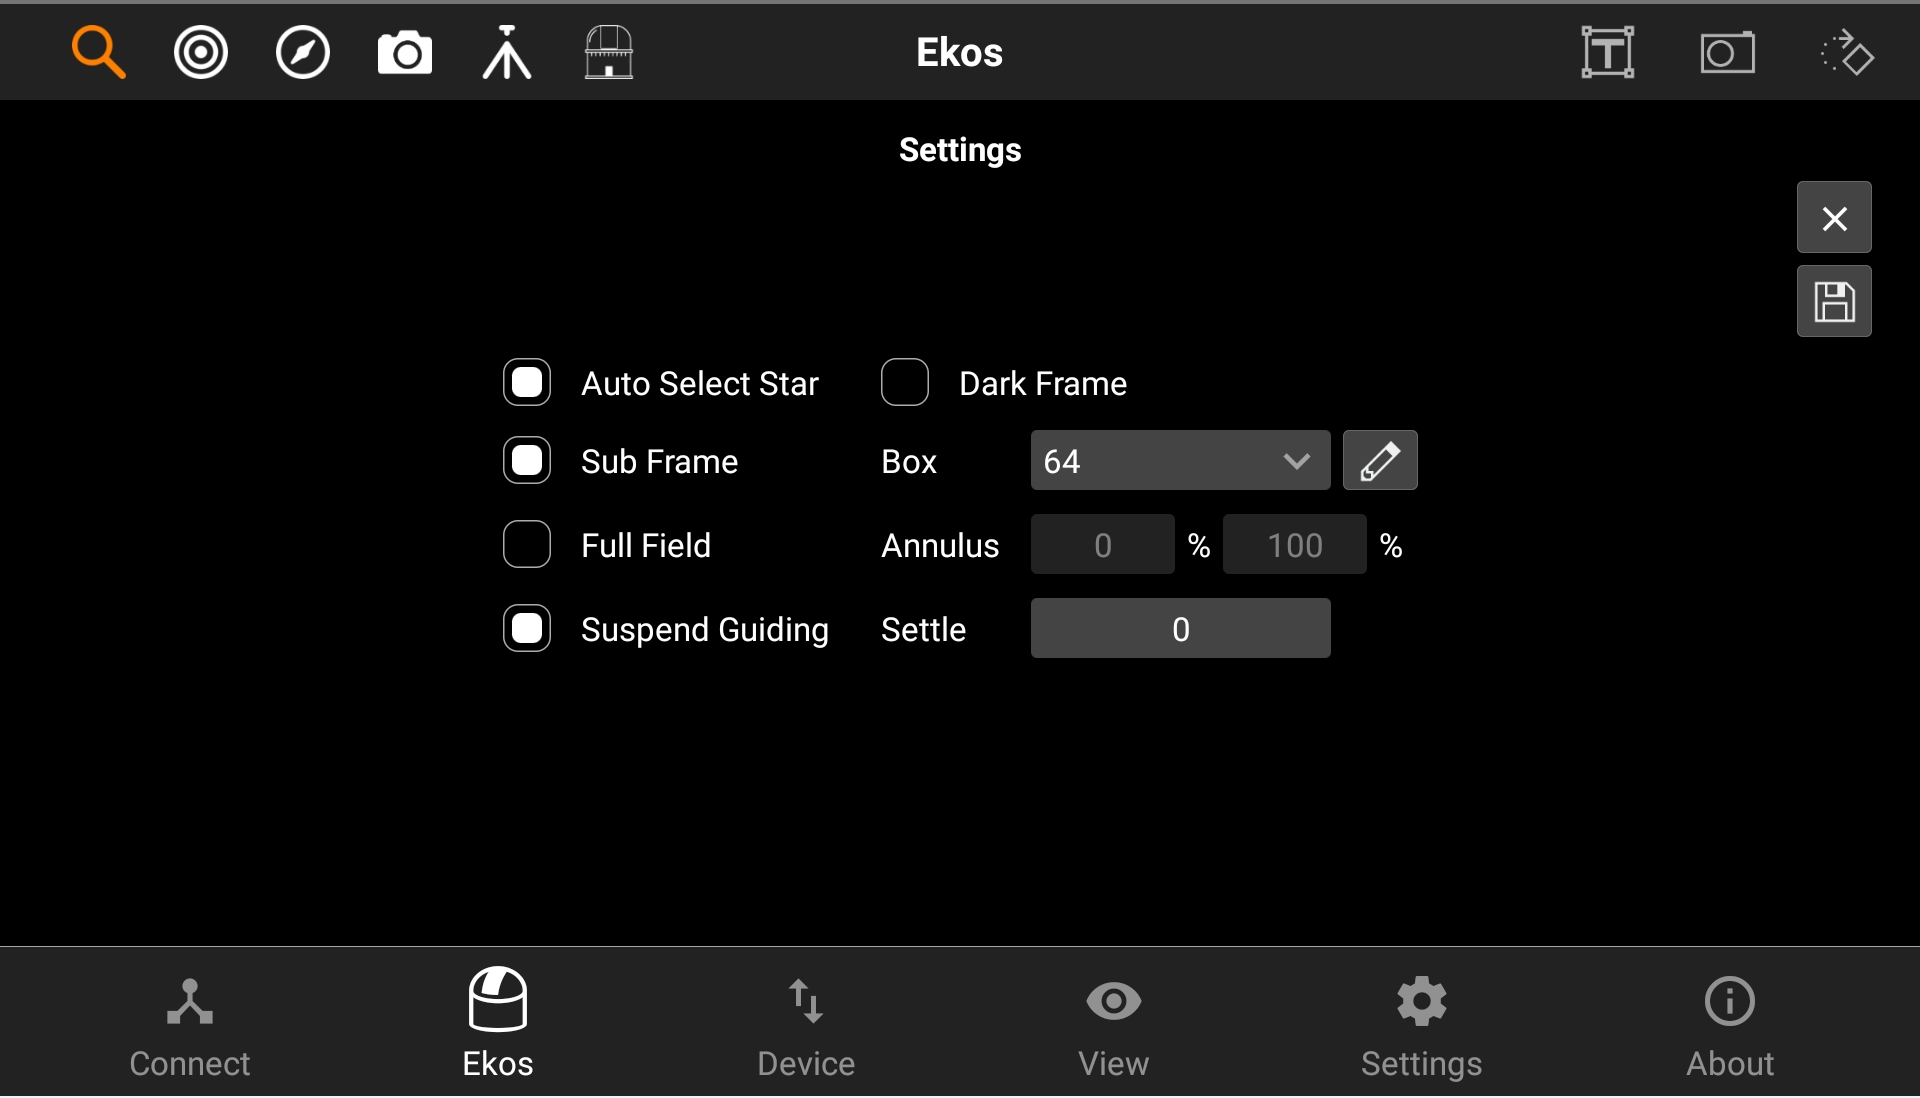 Ekos
Settings
Auto Select Star Dark Frame
Sub Frame Box 64
Full Field Annulus 0 % 100 %
Suspend Guiding Settle 0
Connect Ekos Device View Settings About